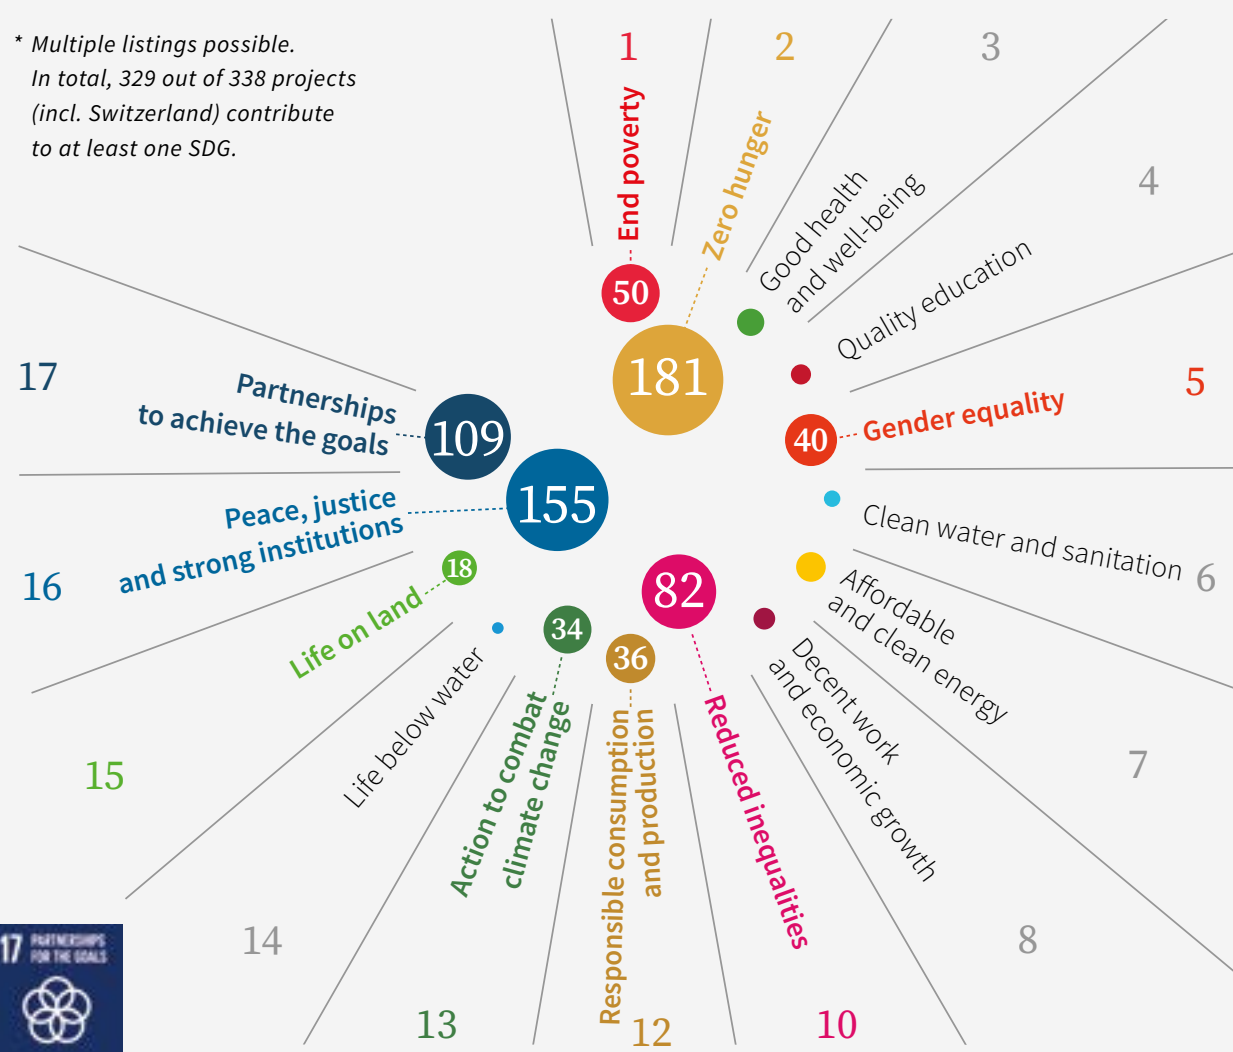 * Multiple listings possible.
In total, 329 out of 338 projects
(incl. Switzerland) contribute
to at least one SDG.
1
End poverty
50
2
Zero hunger
181
3
Good health
and well-being
4
Quality education
5
Gender equality
40
Clean water and sanitation
6
Affordable
and clean energy
7
Decent work
and economic growth
8
Reduced inequalities
82
10
Responsible consumption
and production
36
12
Action to combat
climate change
34
13
Life below water
14
Life on land
18
15
Peace, justice
and strong institutions
155
16
Partnerships
to achieve the goals
109
17
17 PARTNERSHIPS
FOR THE GOALS